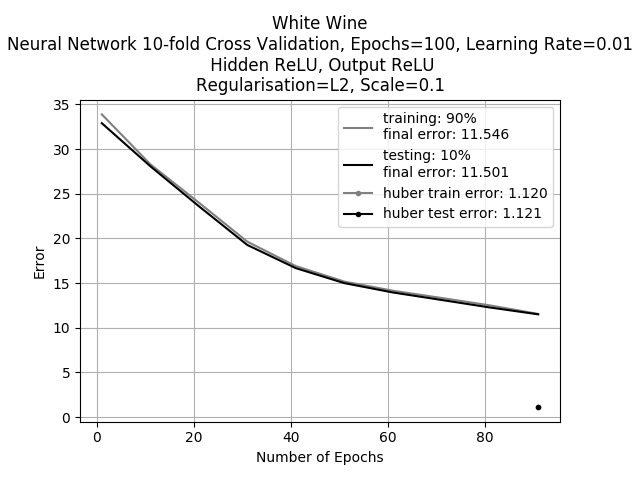 White Wine
Neural Network 10-fold Cross Validation, Epochs=100, Learning Rate=0.01
Hidden ReLU, Output ReLU
Regularisation=L2, Scale=0.1
35
30
25
20
15
10
5
0
Error
training: 90%
final error: 11.546
testing: 10%
final error: 11.501
huber train error: 1.120
huber test error: 1.121
0 20 40 60 80
Number of Epochs